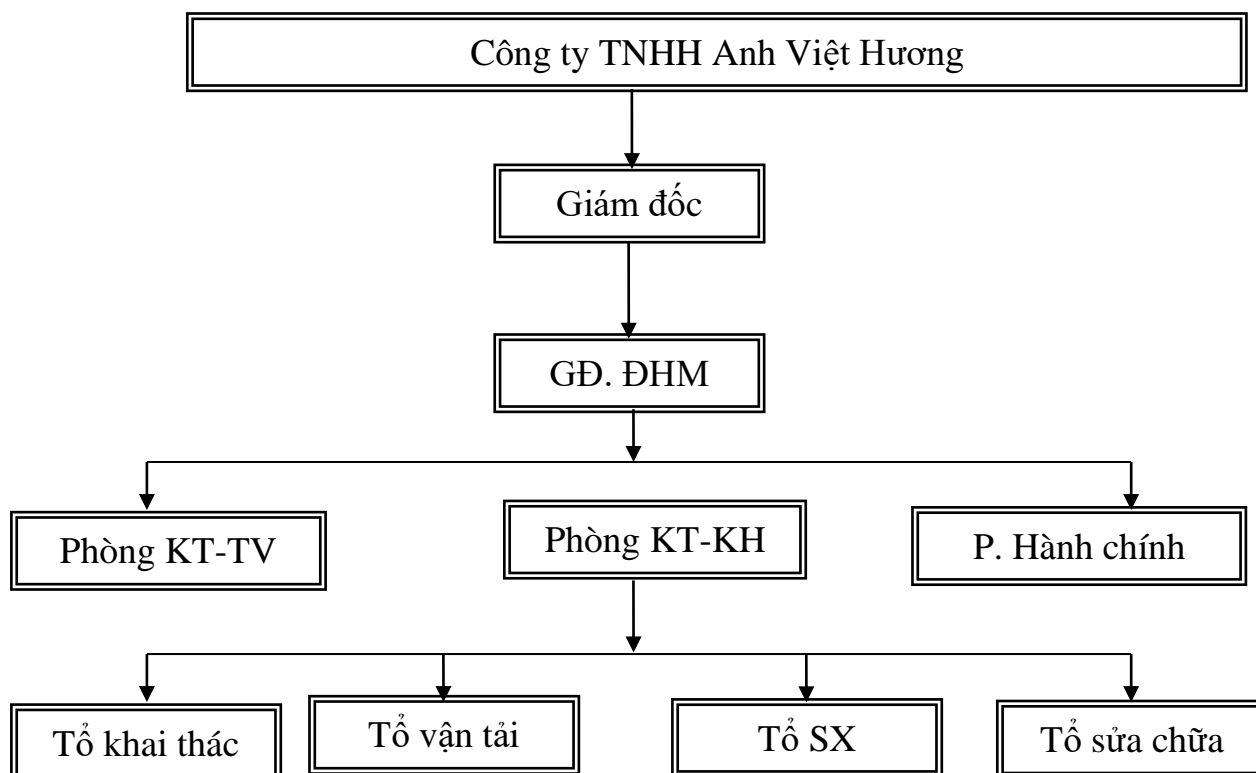 Công ty TNHH Anh Việt Hương
Giám đốc
GĐ. ĐHM
Phòng KT-TV
Phòng KT-KH
P. Hành chính
Tổ khai thác
Tổ vận tải
Tổ SX
Tổ sửa chữa